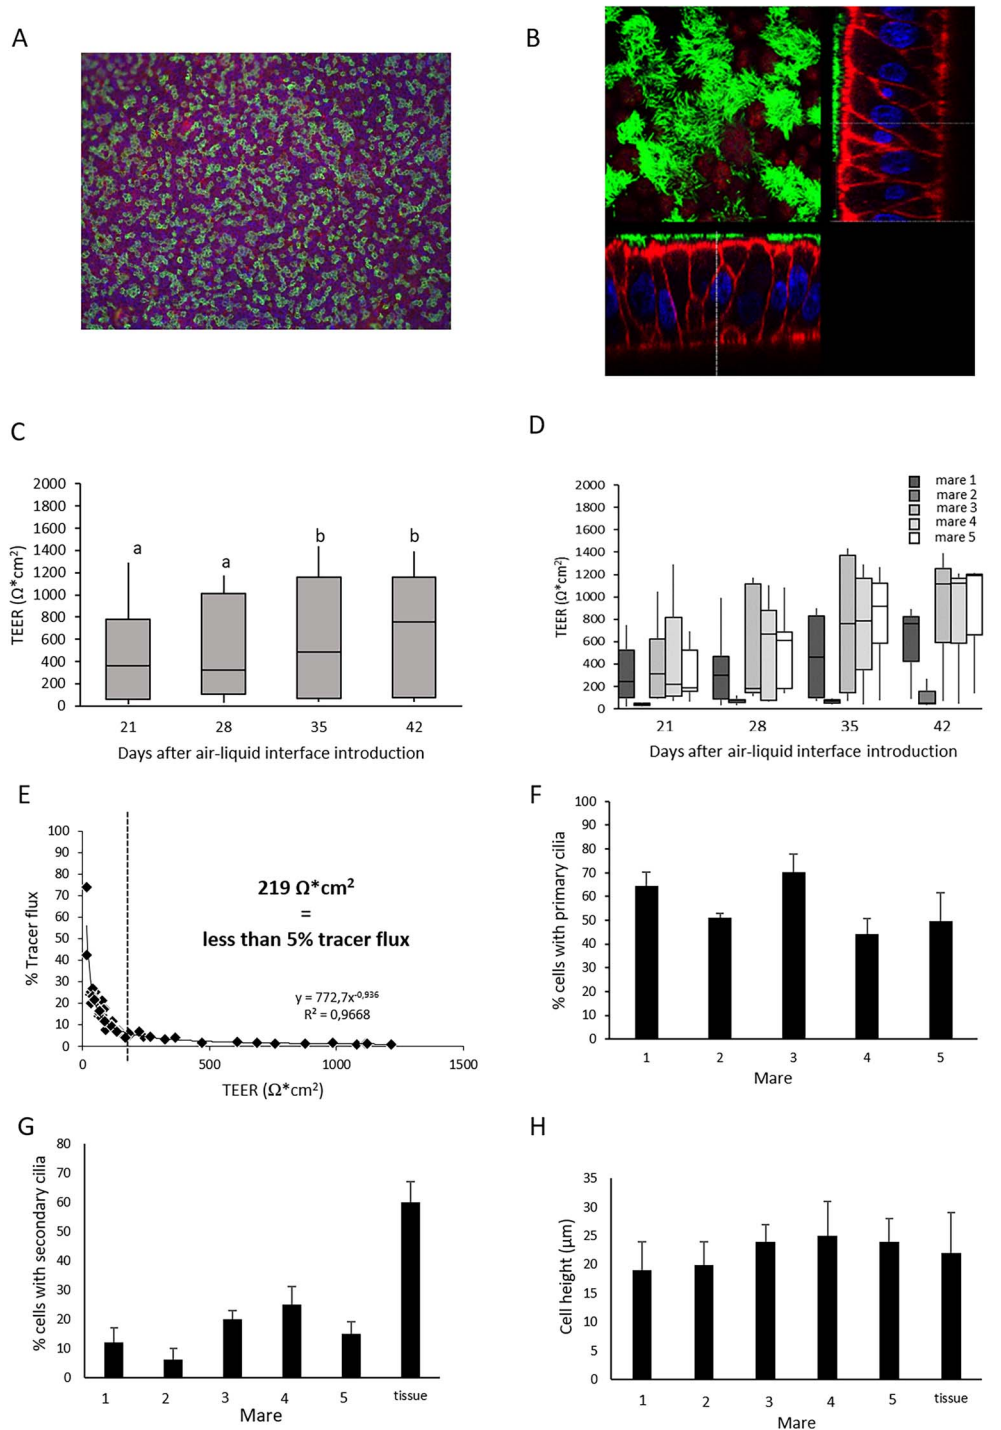 A
B
C
TEER (Ω*cm2)
2000
1800
1600
1400
1200
1000
800
600
400
200
0
a
a
b
b
21 28 35 42
Days after air-liquid interface introduction
D
TEER (Ω*cm2)
2000
1800
1600
1400
1200
1000
800
600
400
200
0
mare 1
mare 2
mare 3
mare 4
mare 5
21 28 35 42
Days after air-liquid interface introduction
E
% Tracer flux
100
90
80
70
60
50
40
30
20
10
0
219 Ω*cm2
=
less than 5% tracer flux
y = 772,7x-0,936
R2 = 0,9668
0 500 1000 1500
TEER (Ω*cm2)
F
% cells with primary cilia
100
90
80
70
60
50
40
30
20
10
0
1 2 3 4 5
Mare
G
% cells with secondary cilia
80
70
60
50
40
30
20
10
0
1 2 3 4 5 tissue
Mare
H
Cell height (μm)
35
30
25
20
15
10
5
0
1 2 3 4 5 tissue
Mare